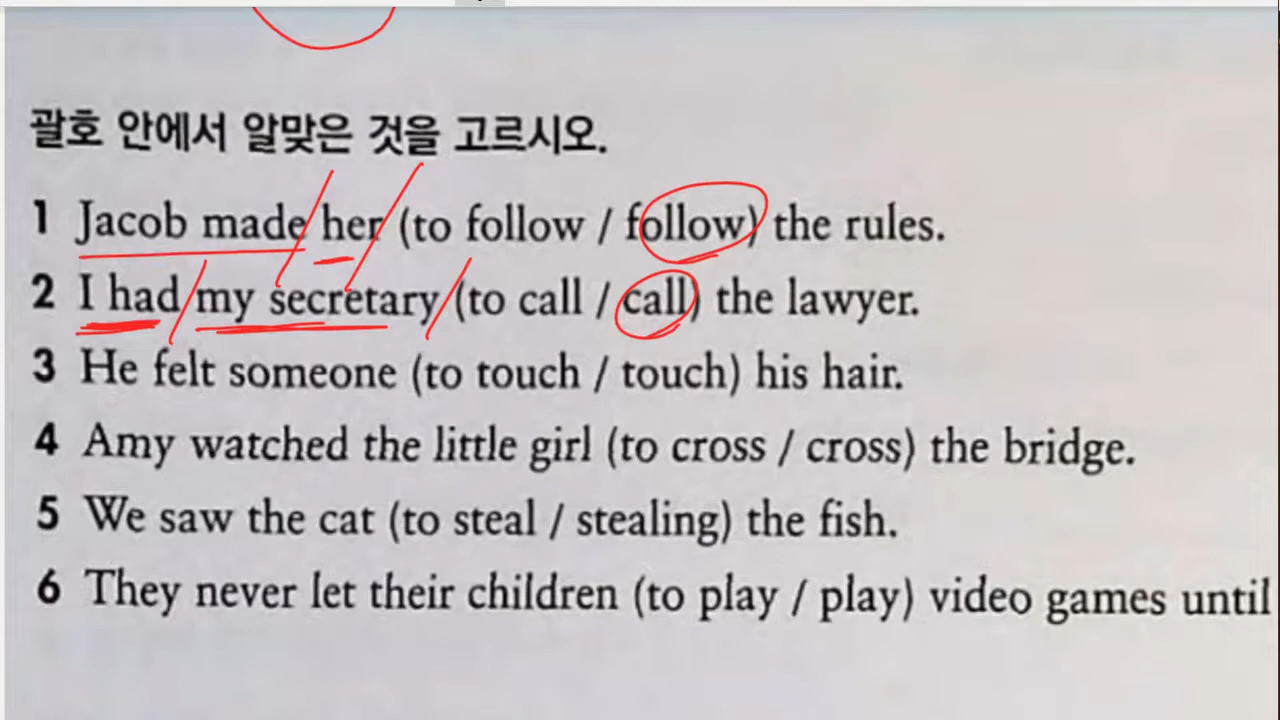 괄호 안에서 알맞은 것을 고르시오.
1 Jacob made her (to follow / follow) the rules.
2 I had my secretary (to call / call) the lawyer.
3 He felt someone (to touch / touch) his hair.
4 Amy watched the little girl (to cross / cross) the bridge.
5 We saw the cat (to steal / stealing) the fish.
6 They never let their children (to play / play) video games until